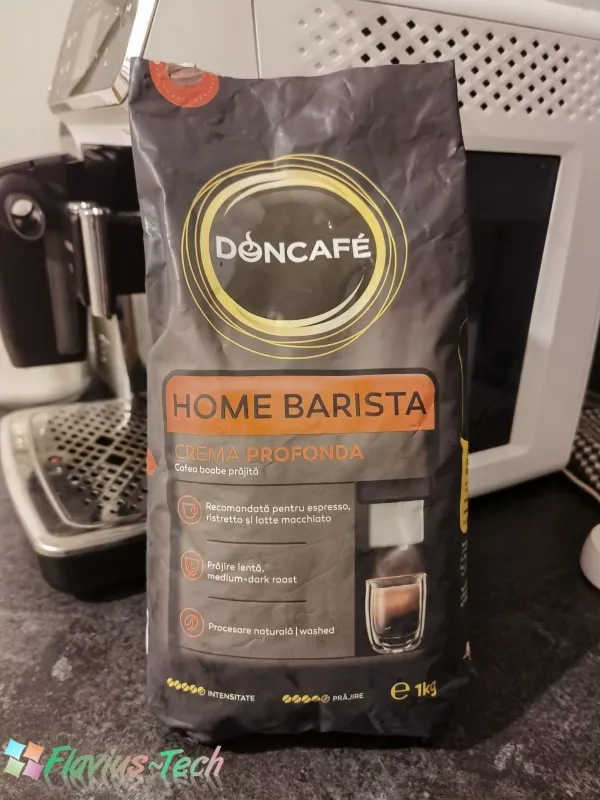 DONCAFÉ
HOME BARISTA
CREMA PROFONDA
Cafea boabe prăjită
Recomandată pentru espresso,
ristretto și latte macchiato
Prăjire lentă,
medium-dark roast
Procesare naturală | washed
INTENSITATE
PRĂJIRE
e 1kg
Flavius-Tech